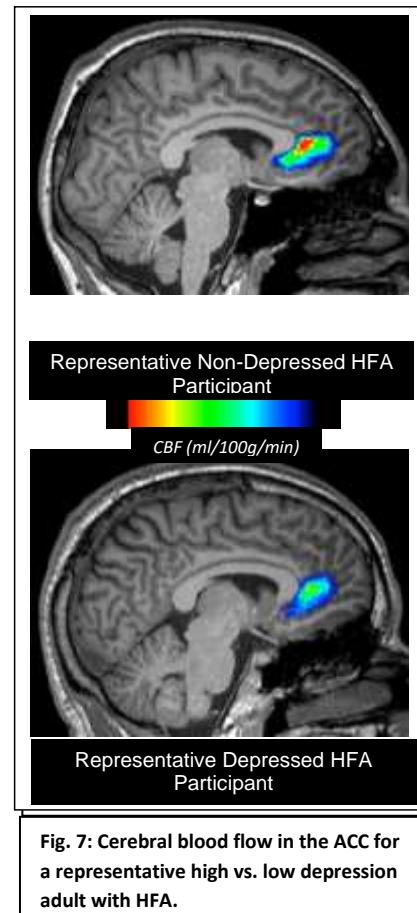 Representative Non-Depressed HFA
Participant
CBF (ml/100g/min)
Representative Depressed HFA
Participant
Fig. 7: Cerebral blood flow in the ACC for
a representative high vs. low depression
adult with HFA.